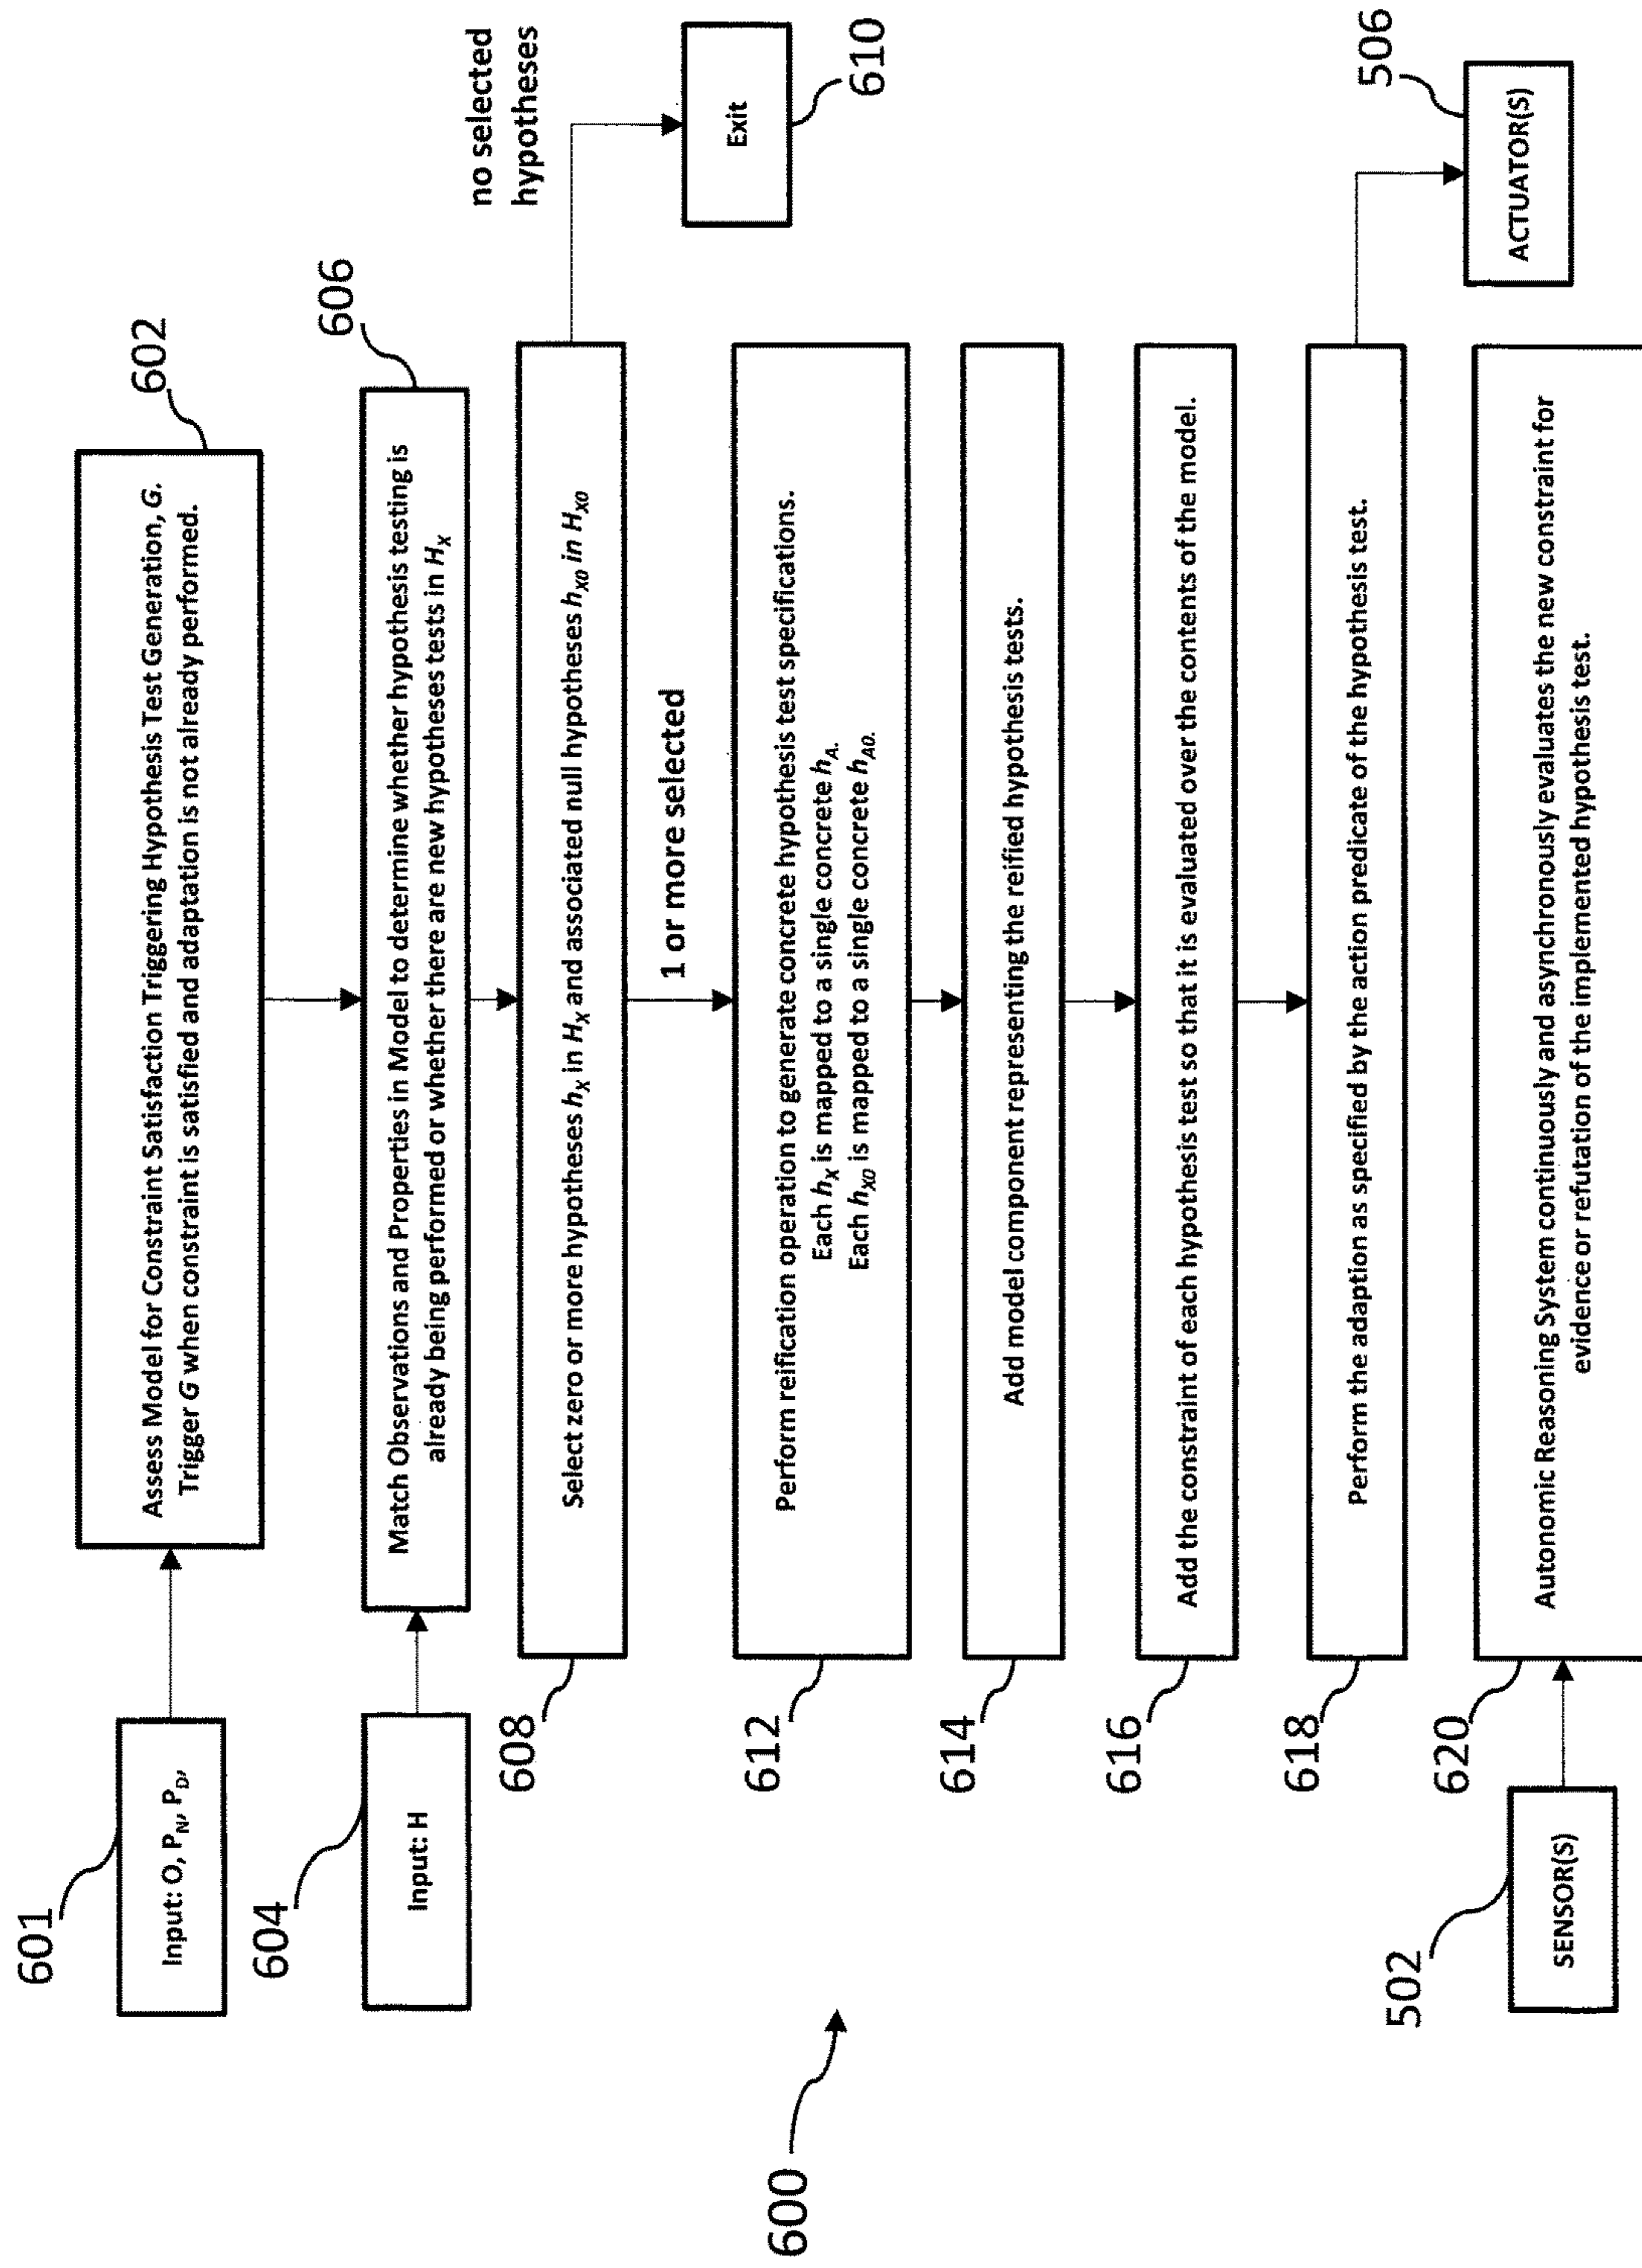 601
Input: O, P_N, P_D,
602
Assess Model for Constraint Satisfaction Triggering Hypothesis Test Generation, G.
Trigger G when constraint is satisfied and adaptation is not already performed.
604
Input: H
606
Match Observations and Properties in Model to determine whether hypothesis testing is
already being performed or whether there are new hypotheses tests in H_X
608
Select zero or more hypotheses h_X in H_X and associated null hypotheses h_X0 in H_X0
no selected
hypotheses
Exit
610
1 or more selected
612
Perform reification operation to generate concrete hypothesis test specifications.
Each h_X is mapped to a single concrete h_A.
Each h_X0 is mapped to a single concrete h_A0.
614
Add model component representing the reified hypothesis tests.
616
Add the constraint of each hypothesis test so that it is evaluated over the contents of the model.
618
Perform the adaption as specified by the action predicate of the hypothesis test.
506
ACTUATOR(S)
620
Autonomic Reasoning System continuously and asynchronously evaluates the new constraint for
evidence or refutation of the implemented hypothesis test.
502
SENSOR(S)
600